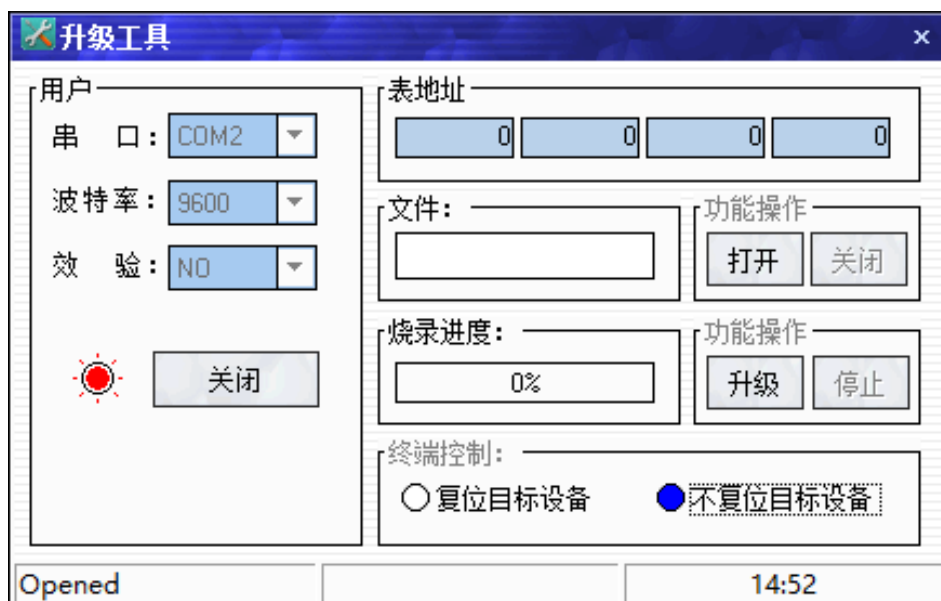 升级工具
用户
串 口: COM2
波特率: 9600
效 验: NO
关闭
表地址
0 0 0 0
文件:
功能操作
打开 关闭
烧录进度:
0%
功能操作
升级 停止
终端控制:
复位目标设备 不复位目标设备
Opened 14:52